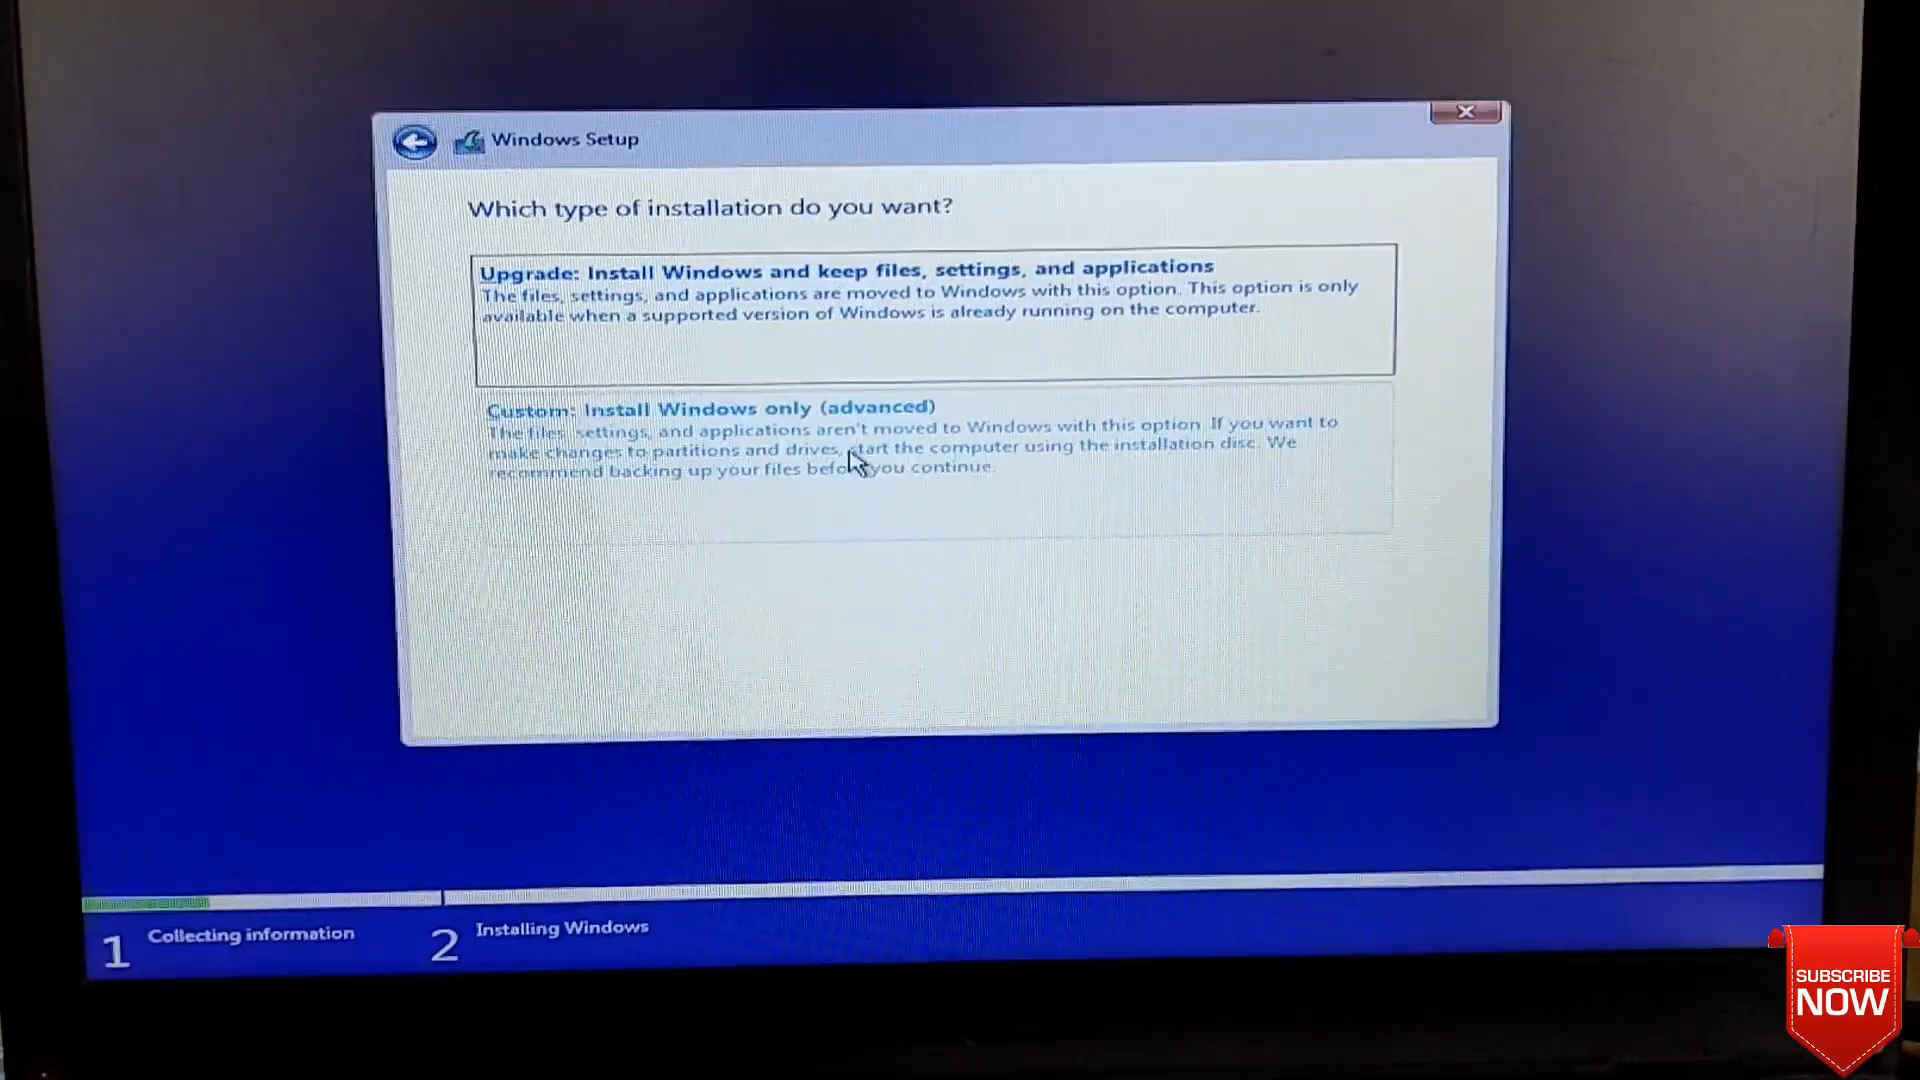 Windows Setup
Which type of installation do you want?
Upgrade: Install Windows and keep files, settings, and applications
The files, settings, and applications are moved to Windows with this option. This option is only
available when a supported version of Windows is already running on the computer.
Custom: Install Windows only (advanced)
The files, settings, and applications aren't moved to Windows with this option. If you want to
make changes to partitions and drives, start the computer using the installation disc. We
recommend backing up your files before you continue.
1 Collecting information
2 Installing Windows
SUBSCRIBE
NOW